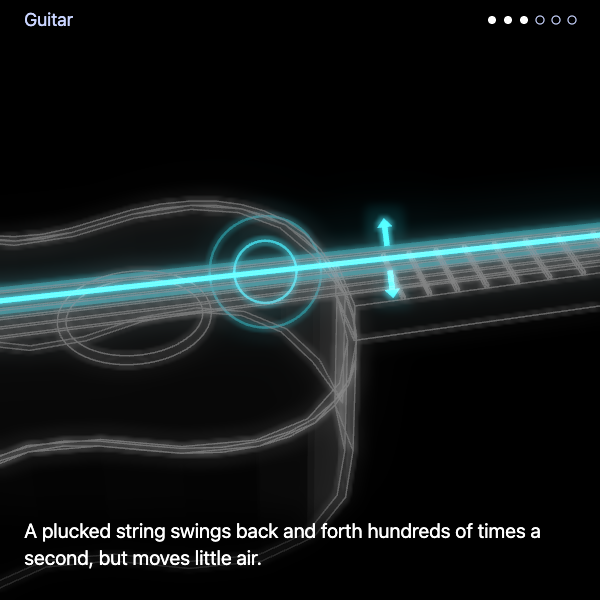 Guitar
A plucked string swings back and forth hundreds of times a
second, but moves little air.